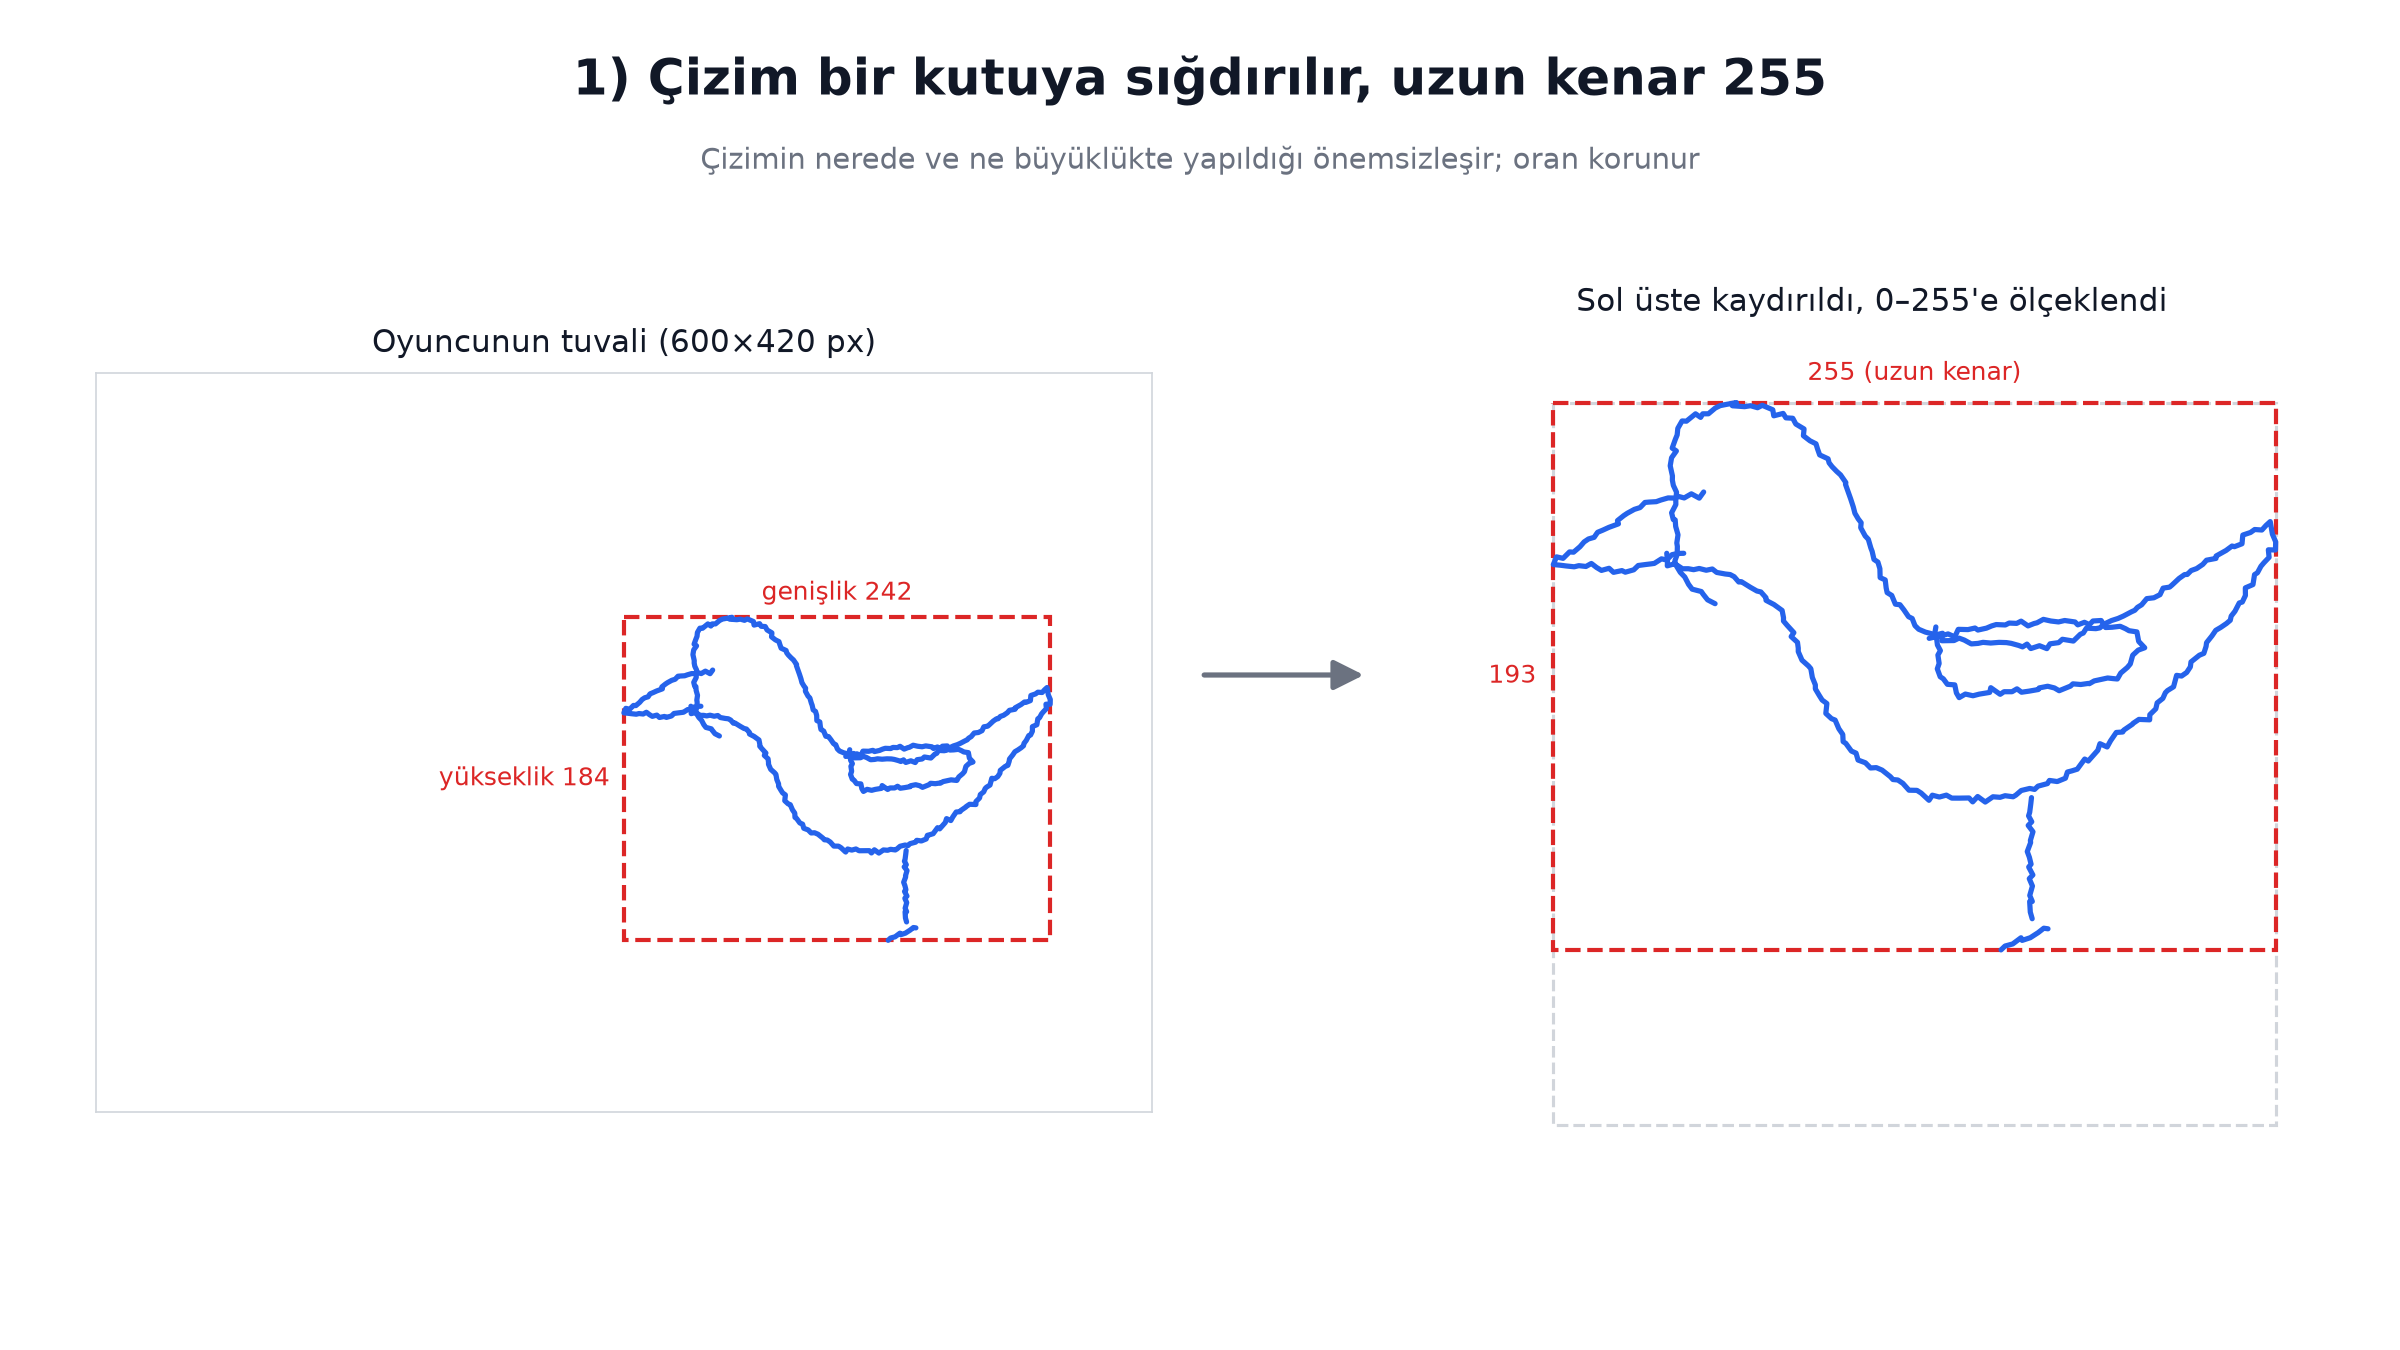 1) Çizim bir kutuya sığdırılır, uzun kenar 255
Çizimin nerede ve ne büyüklükte yapıldığı önemsizleşir; oran korunur
Oyuncunun tuvali (600×420 px)
genişlik 242
yükseklik 184
Sol üste kaydırıldı, 0–255'e ölçeklendi
255 (uzun kenar)
193